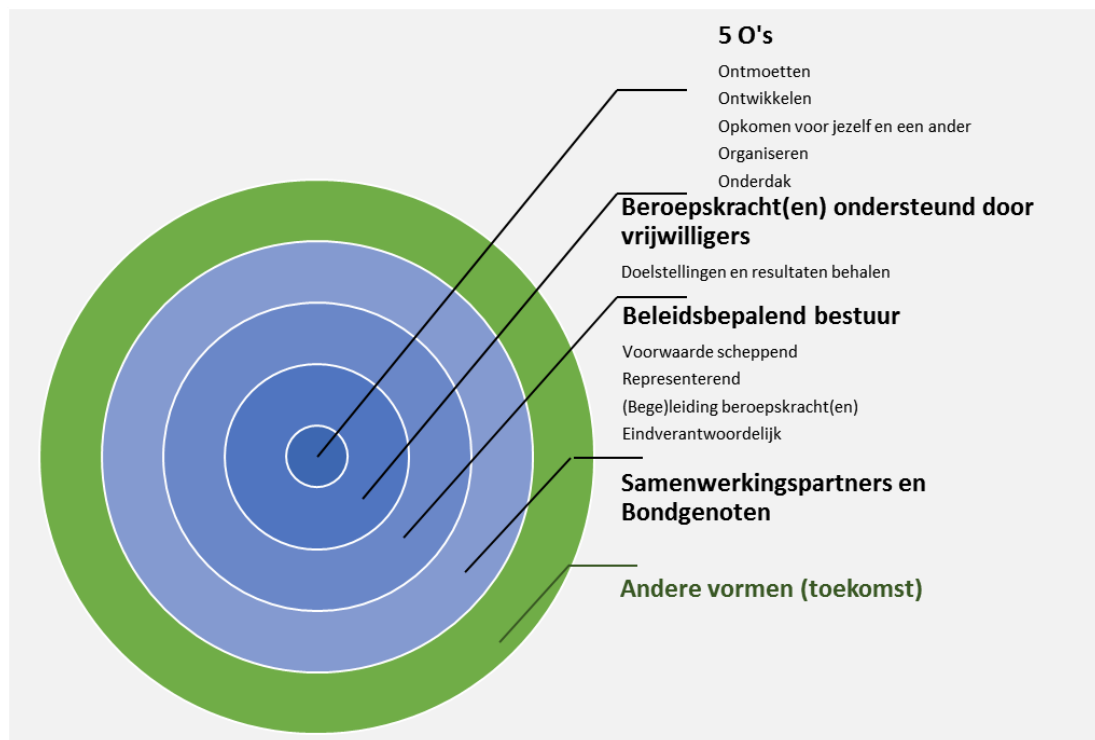 5 O's
Ontmoetten
Ontwikkelen
Opkomen voor jezelf en een ander
Organiseren
Onderdak
Beroepskracht(en) ondersteund door
vrijwilligers
Doelstellingen en resultaten behalen
Beleidsbepalend bestuur
Voorwaarde scheppend
Representerend
(Bege)leiding beroepskracht(en)
Eindverantwoordelijk
Samenwerkingspartners en
Bondgenoten
Andere vormen (toekomst)